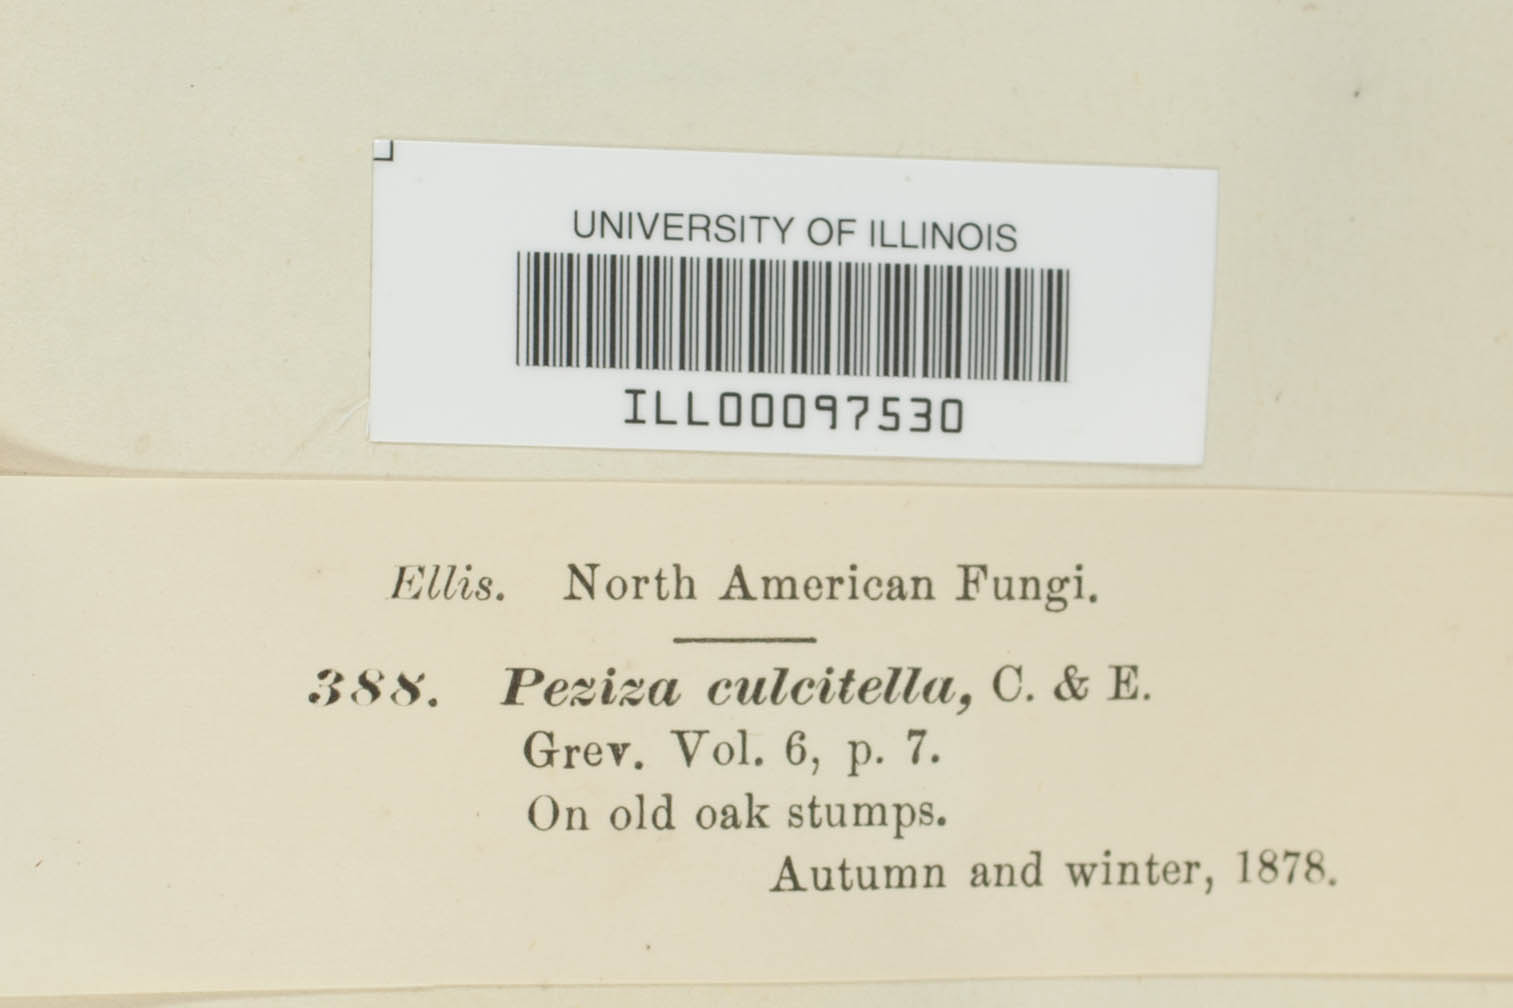 UNIVERSITY OF ILLINOIS
ILL00097530
Ellis. North American Fungi.
388. Peziza culcitella, C. & E.
Grev. Vol. 6, p. 7.
On old oak stumps.
Autumn and winter, 1878.